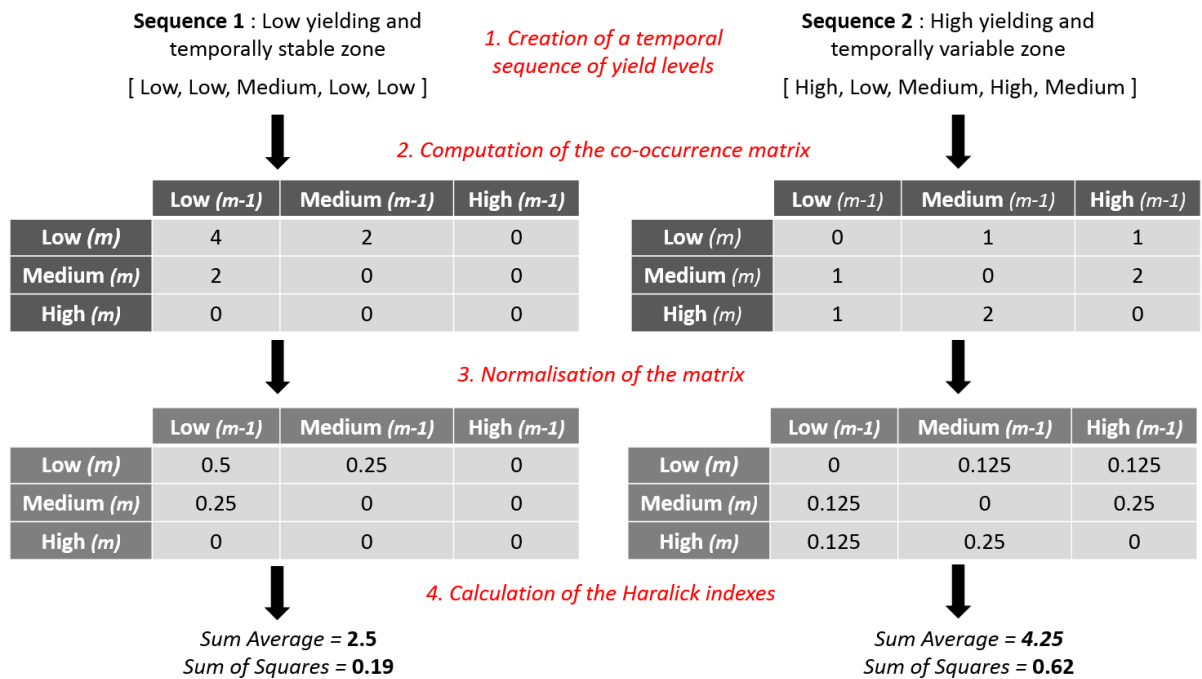 Sequence 1 : Low yielding and
temporally stable zone
[ Low, Low, Medium, Low, Low ]
1. Creation of a temporal
sequence of yield levels
Sequence 2 : High yielding and
temporally variable zone
[ High, Low, Medium, High, Medium ]
2. Computation of the co-occurrence matrix
Low (m-1) Medium (m-1) High (m-1)
Low (m) 4 2 0
Medium (m) 2 0 0
High (m) 0 0 0
Low (m-1) Medium (m-1) High (m-1)
Low (m) 0 1 1
Medium (m) 1 0 2
High (m) 1 2 0
3. Normalisation of the matrix
Low (m-1) Medium (m-1) High (m-1)
Low (m) 0.5 0.25 0
Medium (m) 0.25 0 0
High (m) 0 0 0
Low (m-1) Medium (m-1) High (m-1)
Low (m) 0 0.125 0.125
Medium (m) 0.125 0 0.25
High (m) 0.125 0.25 0
4. Calculation of the Haralick indexes
Sum Average = 2.5
Sum of Squares = 0.19
Sum Average = 4.25
Sum of Squares = 0.62